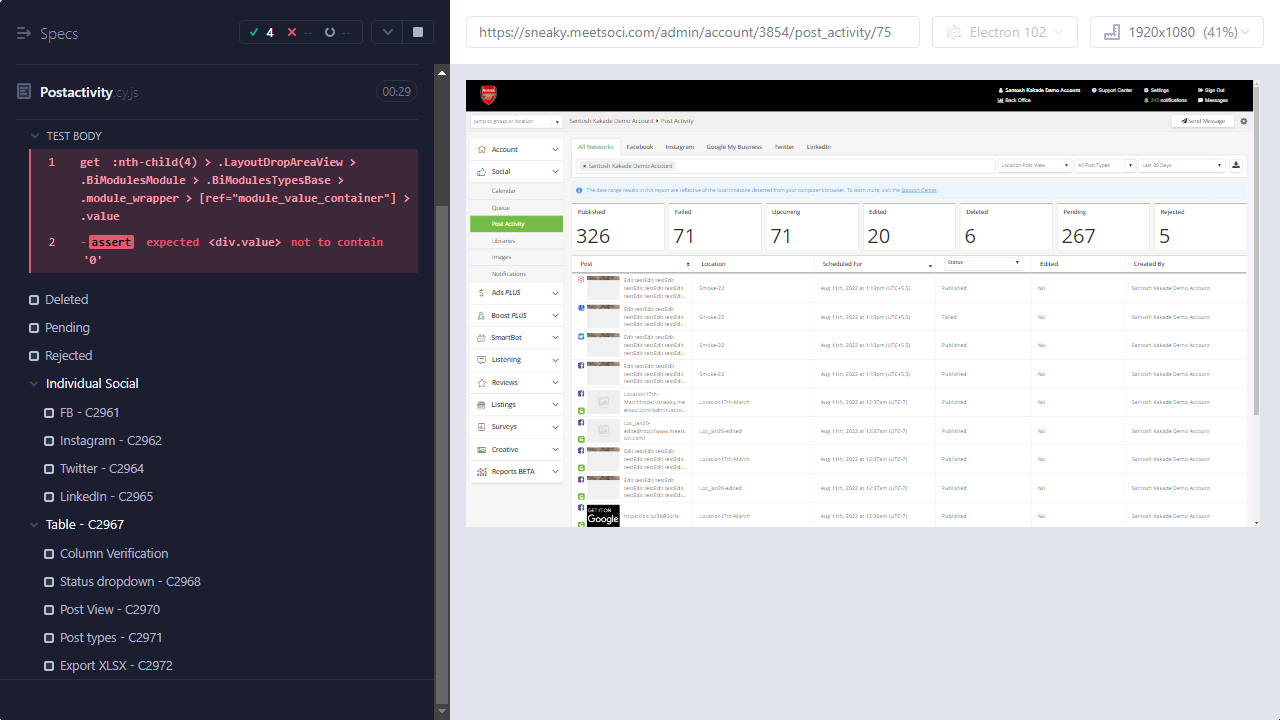 Specs
4
--
--
https://sneaky.meetsoci.com/admin/account/3854/post_activity/75
Electron 102
1920x1080 (41%)
Postactivity.cy.js
00:29
TEST BODY
1 get :nth-child(4) > .LayoutDropAreaView >
.BiModulesModule > .BiModulesTypesBase >
.module_wrapper > [ref="module_value_container"] >
.value
2 -assert expected <div.value> not to contain
'0'
Deleted
Pending
Rejected
Individual Social
FB - C2961
Instagram - C2962
Twitter - C2964
LinkedIn - C2965
Table - C2967
Column Verification
Status dropdown - C2968
Post View - C2970
Post types - C2971
Export XLSX - C2972
Santosh Kakade Demo Account Support Center Settings Sign Out
Back Office 245 notifications Messages
Jump to group or location
Santosh Kakade Demo Account Post Activity
Send Message
Account
Social
Calendar
Queue
Post Activity
Libraries
Images
Notifications
Ads PLUS
Boost PLUS
SmartBot
Listening
Reviews
Listings
Surveys
Creative
Reports BETA
All Networks Facebook Instagram Google My Business Twitter LinkedIn
× Santosh Kakade Demo Account
Location Post View All Post Types Last 30 Days
The date range results in this report are reflective of the local timezone detected from your computer's browser. To learn more, visit the Support Center.
Published Failed Upcoming Edited Deleted Pending Rejected
326 71 71 20 6 267 5
Post Location Scheduled For Status Edited Created By
Edit testEdit testEdit
testEdit testEdit testEdi
testEdit testEdit testEdi...
Smoke-22 Aug 11th, 2022 at 1:13pm (UTC+5.5) Published No Santosh Kakade Demo Account
Edit testEdit testEdit
testEdit testEdit testEdi
testEdit testEdit testEdi...
Smoke-22 Aug 11th, 2022 at 1:13pm (UTC+5.5) Failed No Santosh Kakade Demo Account
Edit testEdit testEdit
testEdit testEdit testEdi
testEdit testEdit testEdi...
Smoke-22 Aug 11th, 2022 at 1:13pm (UTC+5.5) Published No Santosh Kakade Demo Account
Edit testEdit testEdit
testEdit testEdit testEdi
testEdit testEdit testEdi...
Smoke-22 Aug 11th, 2022 at 1:13pm (UTC+5.5) Published No Santosh Kakade Demo Account
Location17th-
Marchhttps://sneaky.me
etsoci.com/admin/acco...
Location17th-March Aug 11th, 2022 at 12:37am (UTC-7) Published No Santosh Kakade Demo Account
Loc_Jan20-
editedhttp://www.meets
oci.com/
Loc_Jan20-edited Aug 11th, 2022 at 12:37am (UTC-7) Published No Santosh Kakade Demo Account
Edit testEdit testEdit
testEdit testEdit testEdi
testEdit testEdit testEdi...
Location17th-March Aug 11th, 2022 at 12:37am (UTC-7) Published No Santosh Kakade Demo Account
Edit testEdit testEdit
testEdit testEdit testEdi
testEdit testEdit testEdi...
Loc_Jan20-edited Aug 11th, 2022 at 12:37am (UTC-7) Published No Santosh Kakade Demo Account
GET IT ON
Google
Location17th-March Aug 11th, 2022 at 12:36am (UTC-7) Published No Santosh Kakade Demo Account